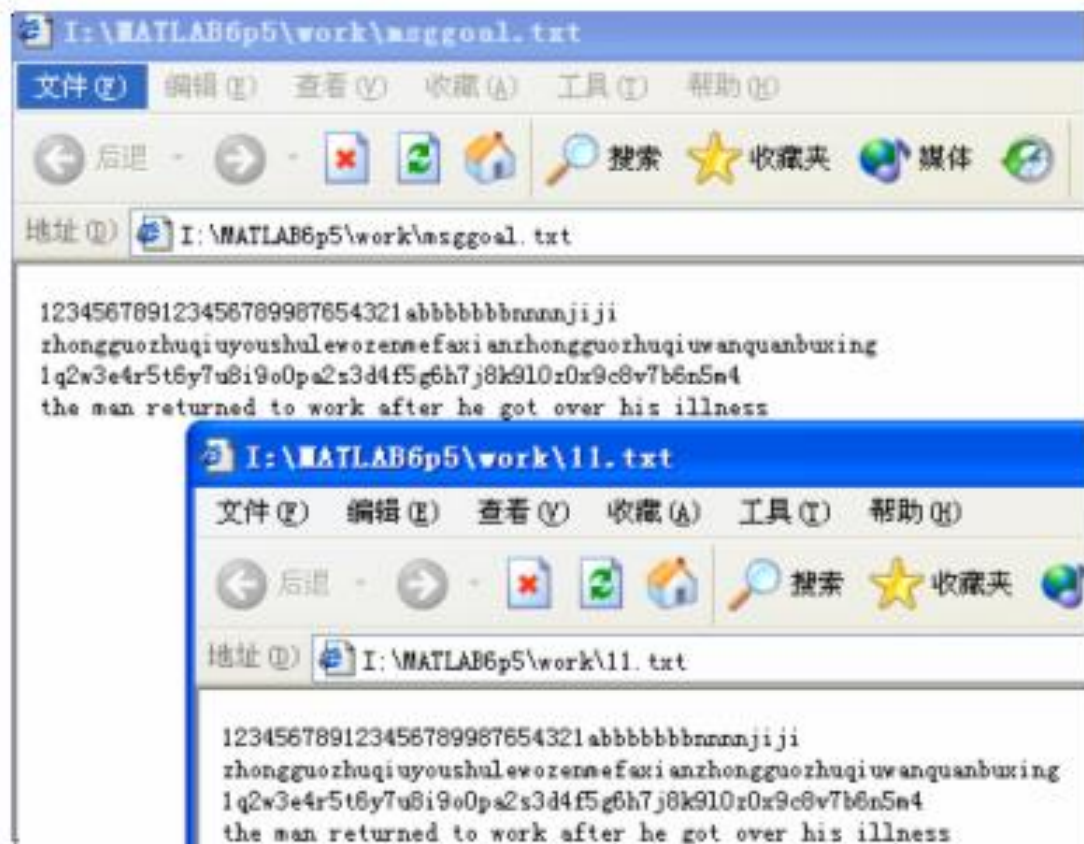 I:\MATLAB6p5\work\msggoal.txt
文件(F) 编辑(E) 查看(V) 收藏(A) 工具(T) 帮助(H)
后退 搜索 收藏夹 媒体
地址(D) I:\MATLAB6p5\work\msggoal.txt
123456789123456789987654321abbbbbbbnnnnjiji
zhongguozhuqiuyoushulewozenmefaxianzhongguozhuqiuwanquanbuxing
1q2w3e4r5t6y7u8i9o0pa2s3d4f5g6h7j8k9l0z0x9c8v7b6n5m4
the man returned to work after he got over his illness
I:\MATLAB6p5\work\11.txt
文件(F) 编辑(E) 查看(V) 收藏(A) 工具(T) 帮助(H)
后退 搜索 收藏夹
地址(D) I:\MATLAB6p5\work\11.txt
123456789123456789987654321abbbbbbbnnnnjiji
zhongguozhuqiuyoushulewozenmefaxianzhongguozhuqiuwanquanbuxing
1q2w3e4r5t6y7u8i9o0pa2s3d4f5g6h7j8k9l0z0x9c8v7b6n5m4
the man returned to work after he got over his illness